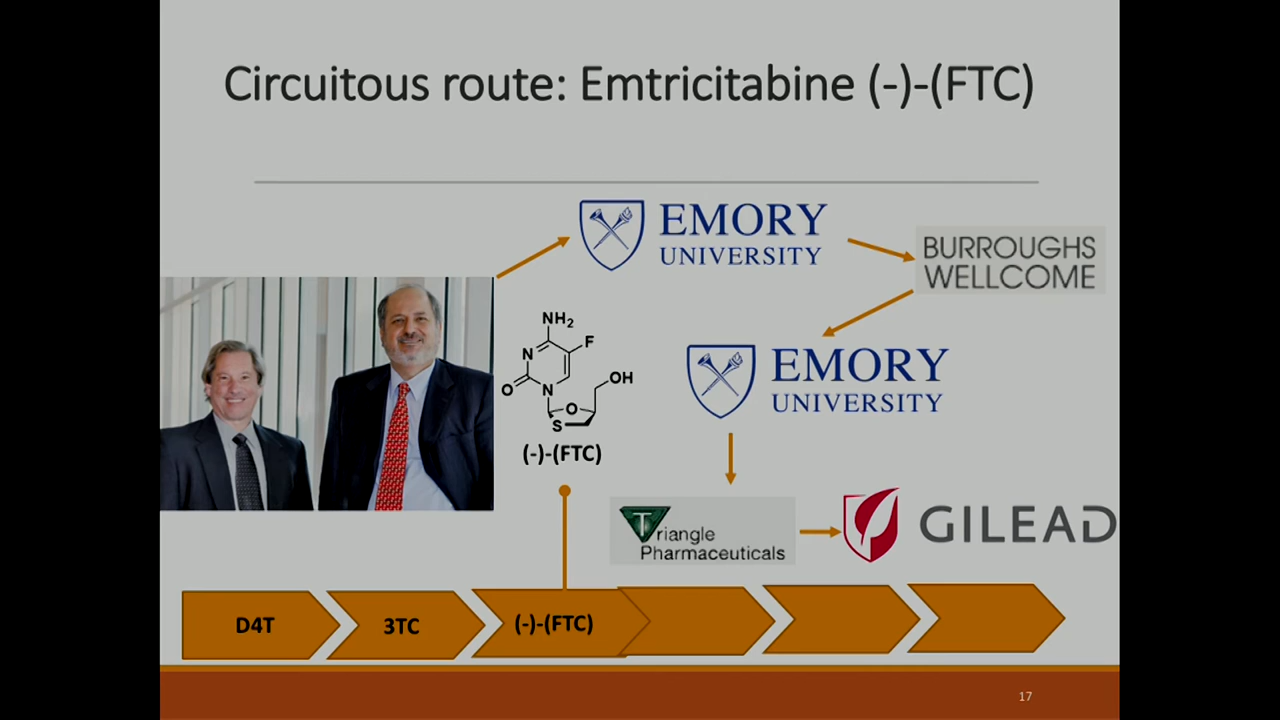 Circuitous route: Emtricitabine (-)-(FTC)
EMORY
UNIVERSITY
BURROUGHS
WELLCOME
NH2
F
N
O
N
OH
O
S
(-)-(FTC)
EMORY
UNIVERSITY
Triangle
Pharmaceuticals
GILEAD
D4T
3TC
(-)-(FTC)
17